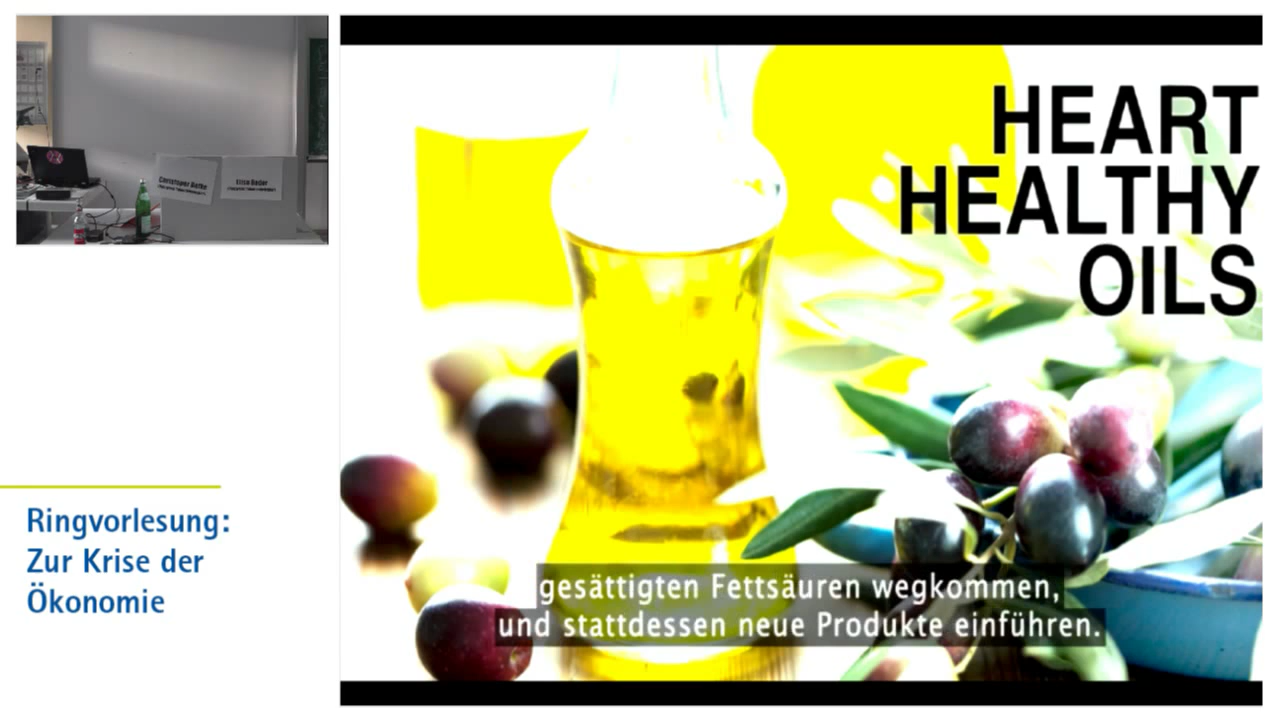 HEART
HEALTHY
OILS
gesättigten Fettsäuren wegkommen,
und stattdessen neue Produkte einführen.
Ringvorlesung:
Zur Krise der
Ökonomie